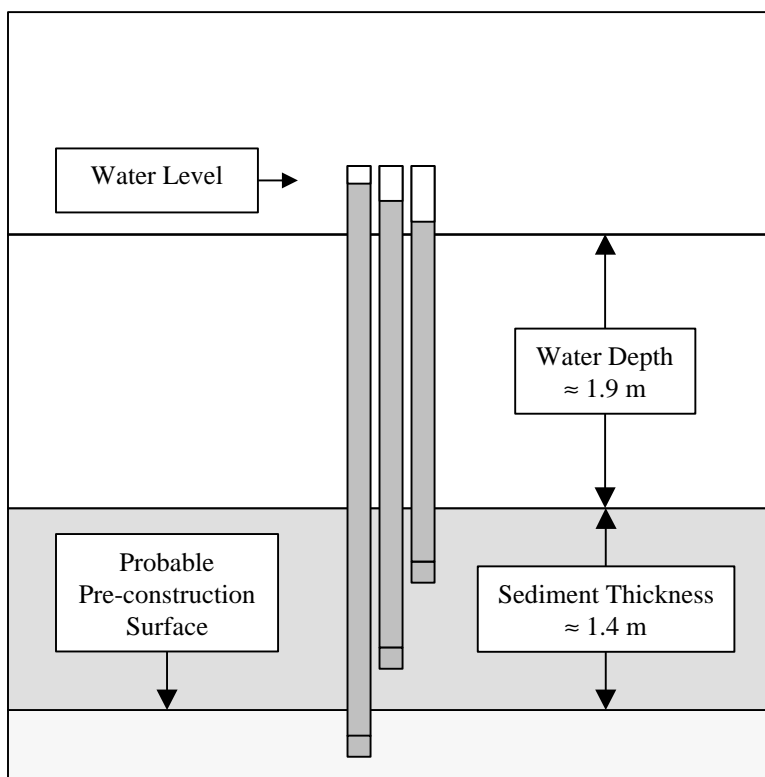 Water Level
Water Depth
≈ 1.9 m
Probable
Pre-construction
Surface
Sediment Thickness
≈ 1.4 m